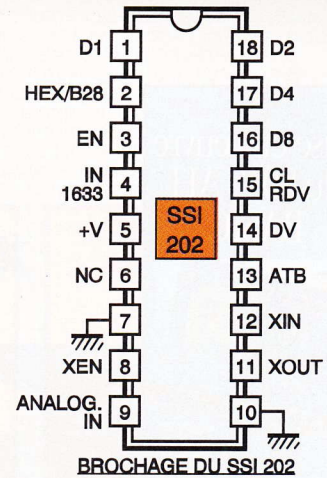 D1 1 18 D2
HEX/B28 2 17 D4
EN 3 16 D8
IN
1633 4 15 CL
RDV
+V 5 SSI
202 14 DV
NC 6 13 ATB
7 12 XIN
XEN 8 11 XOUT
ANALOG.
IN 9 10
BROCHAGE DU SSI 202